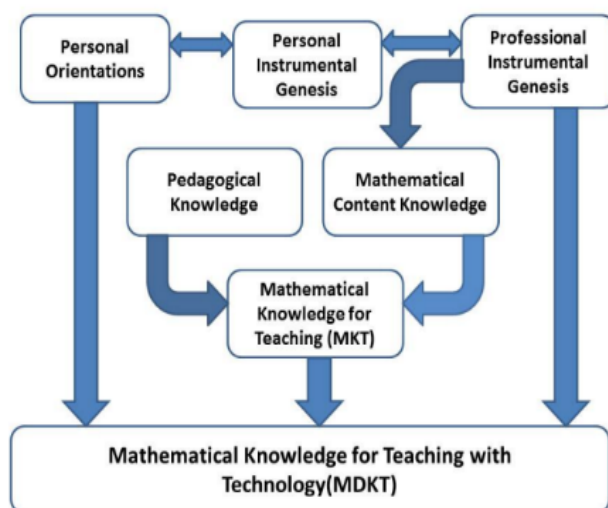 Personal
Orientations
Personal
Instrumental
Genesis
Professional
Instrumental
Genesis
Pedagogical
Knowledge
Mathematical
Content Knowledge
Mathematical
Knowledge for
Teaching (MKT)
Mathematical Knowledge for Teaching with
Technology(MDKT)